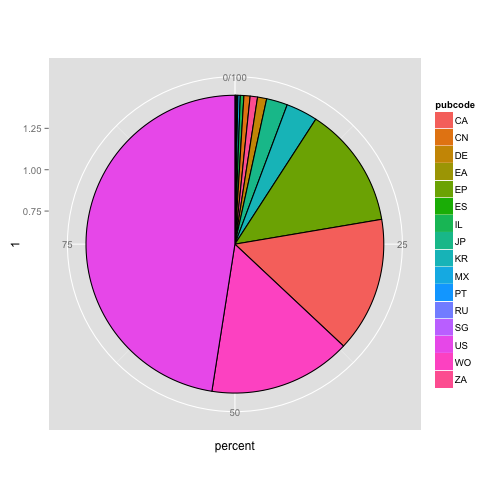 0/100
1.25
1.00
0.75
1
75
25
50
percent
pubcode
CA
CN
DE
EA
EP
ES
IL
JP
KR
MX
PT
RU
SG
US
WO
ZA